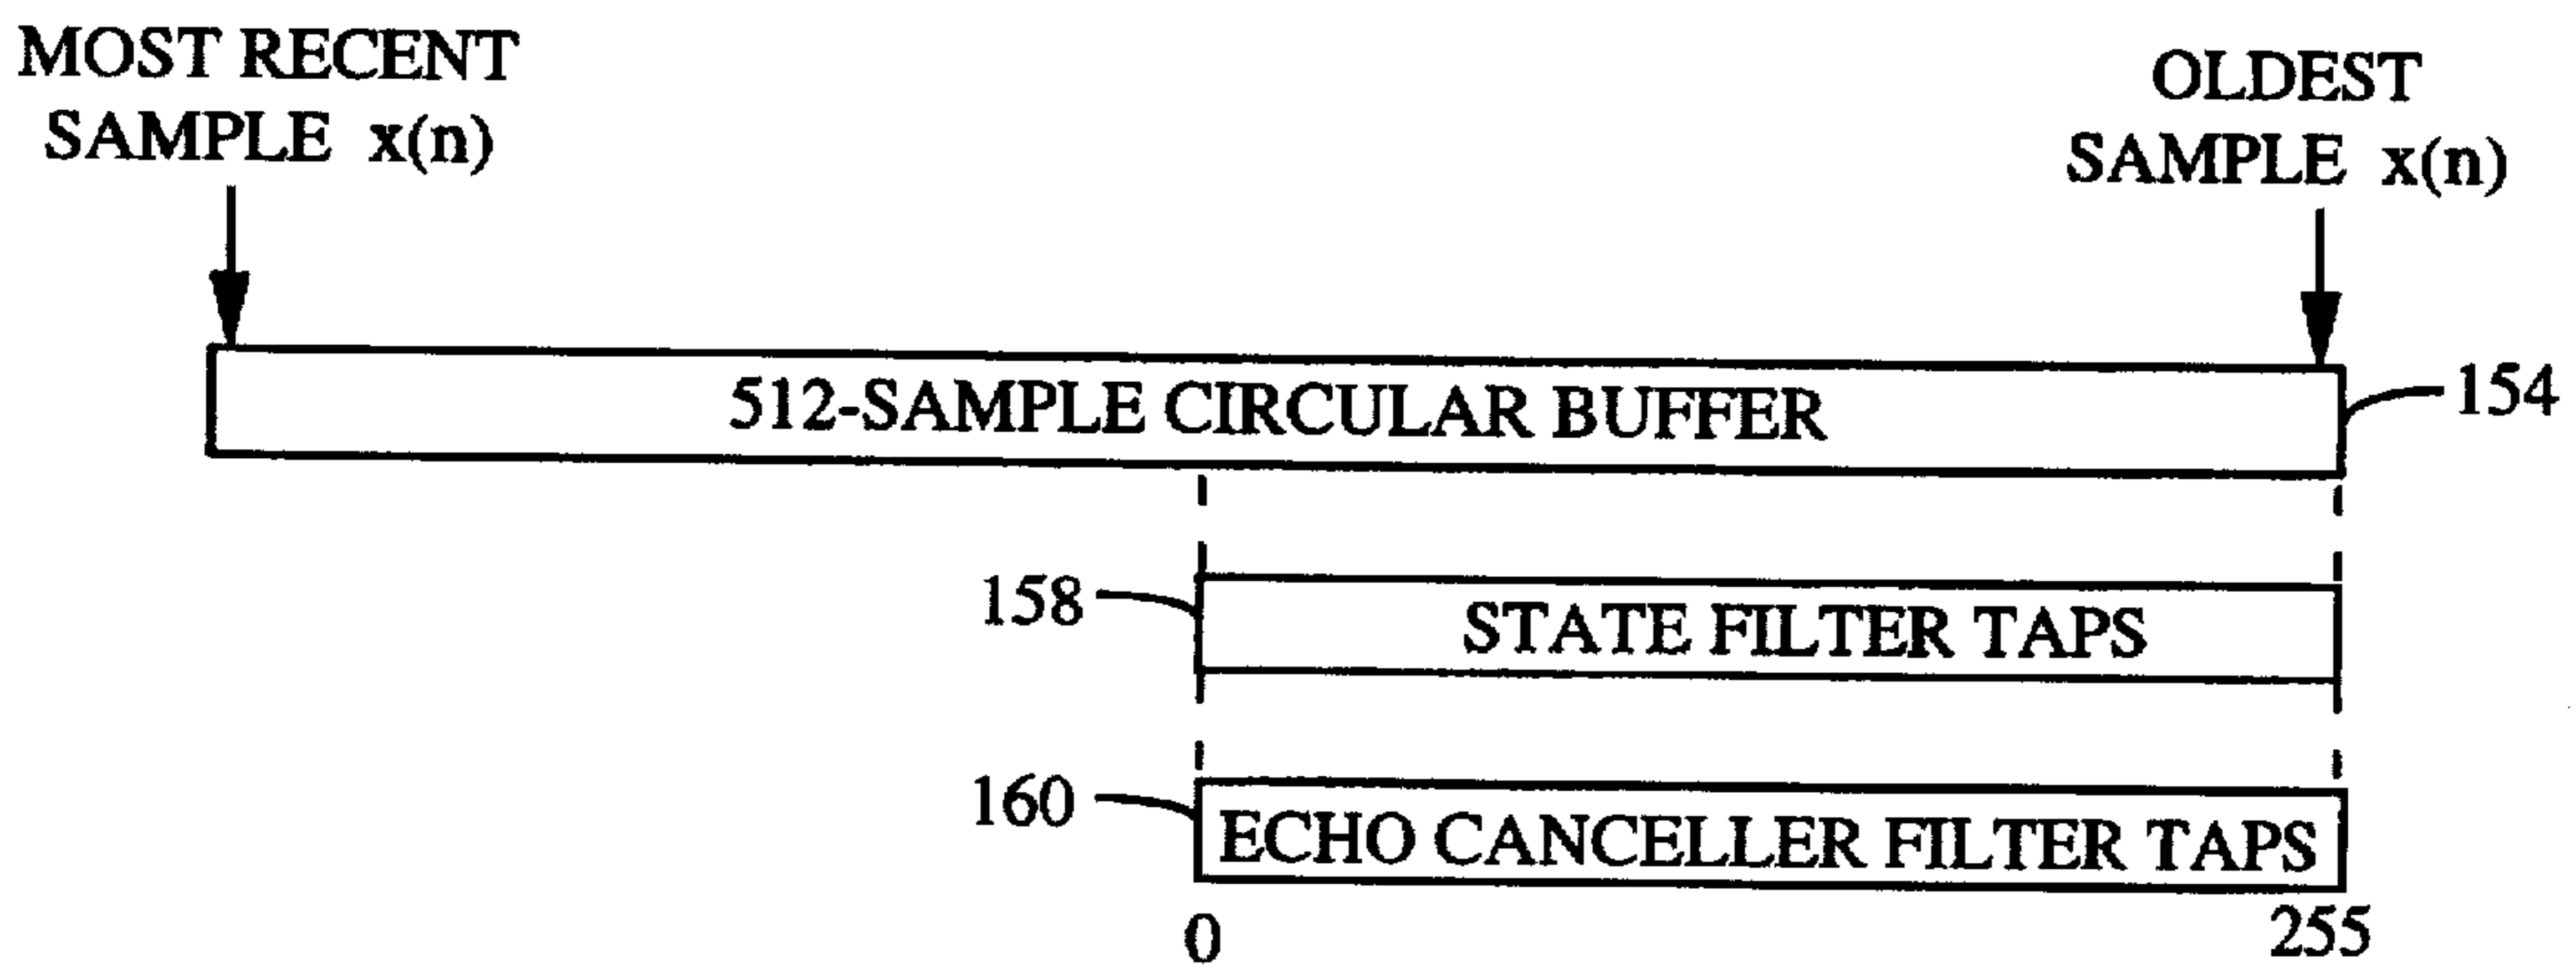 MOST RECENT
SAMPLE x(n)
OLDEST
SAMPLE x(n)
512-SAMPLE CIRCULAR BUFFER
154
158
STATE FILTER TAPS
160
ECHO CANCELLER FILTER TAPS
0
255